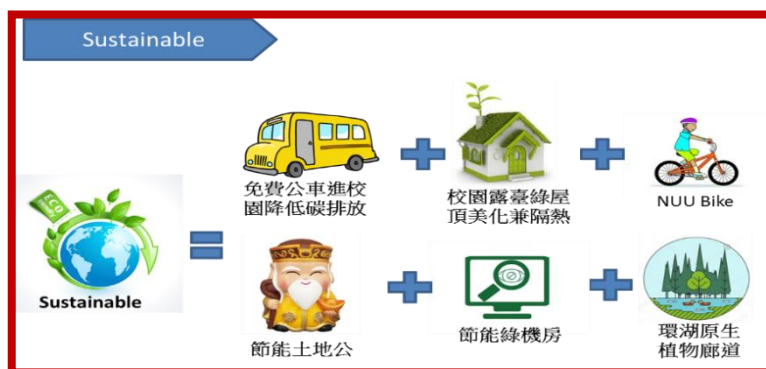 Sustainable
免費公車進校
園降低碳排放
校園露臺綠屋
頂美化兼隔熱
NUU Bike
ECO
Sustainable
節能土地公
節能綠機房
環湖原生
植物廊道